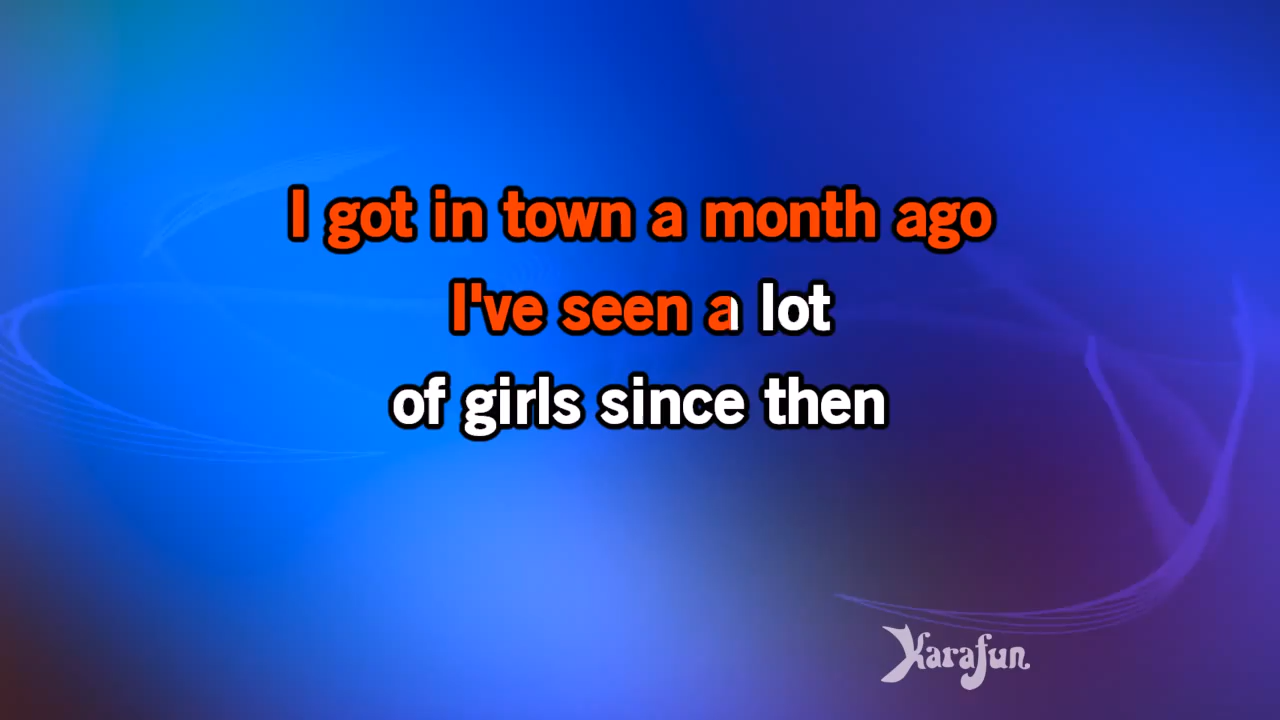 I got in town a month ago
I've seen a lot
of girls since then
Karafun